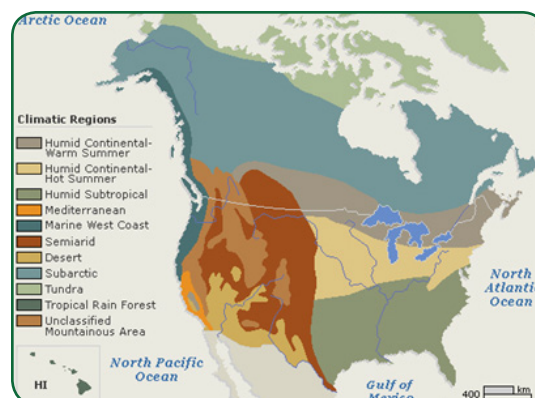 Arctic Ocean
Climatic Regions
Humid Continental-
Warm Summer
Humid Continental-
Hot Summer
Humid Subtropical
Mediterranean
Marine West Coast
Semiarid
Desert
Subarctic
Tundra
Tropical Rain Forest
Unclassified
Mountainous Area
HI
North Pacific
Ocean
North
Atlantic
Ocean
Gulf of
Mexico
400
km